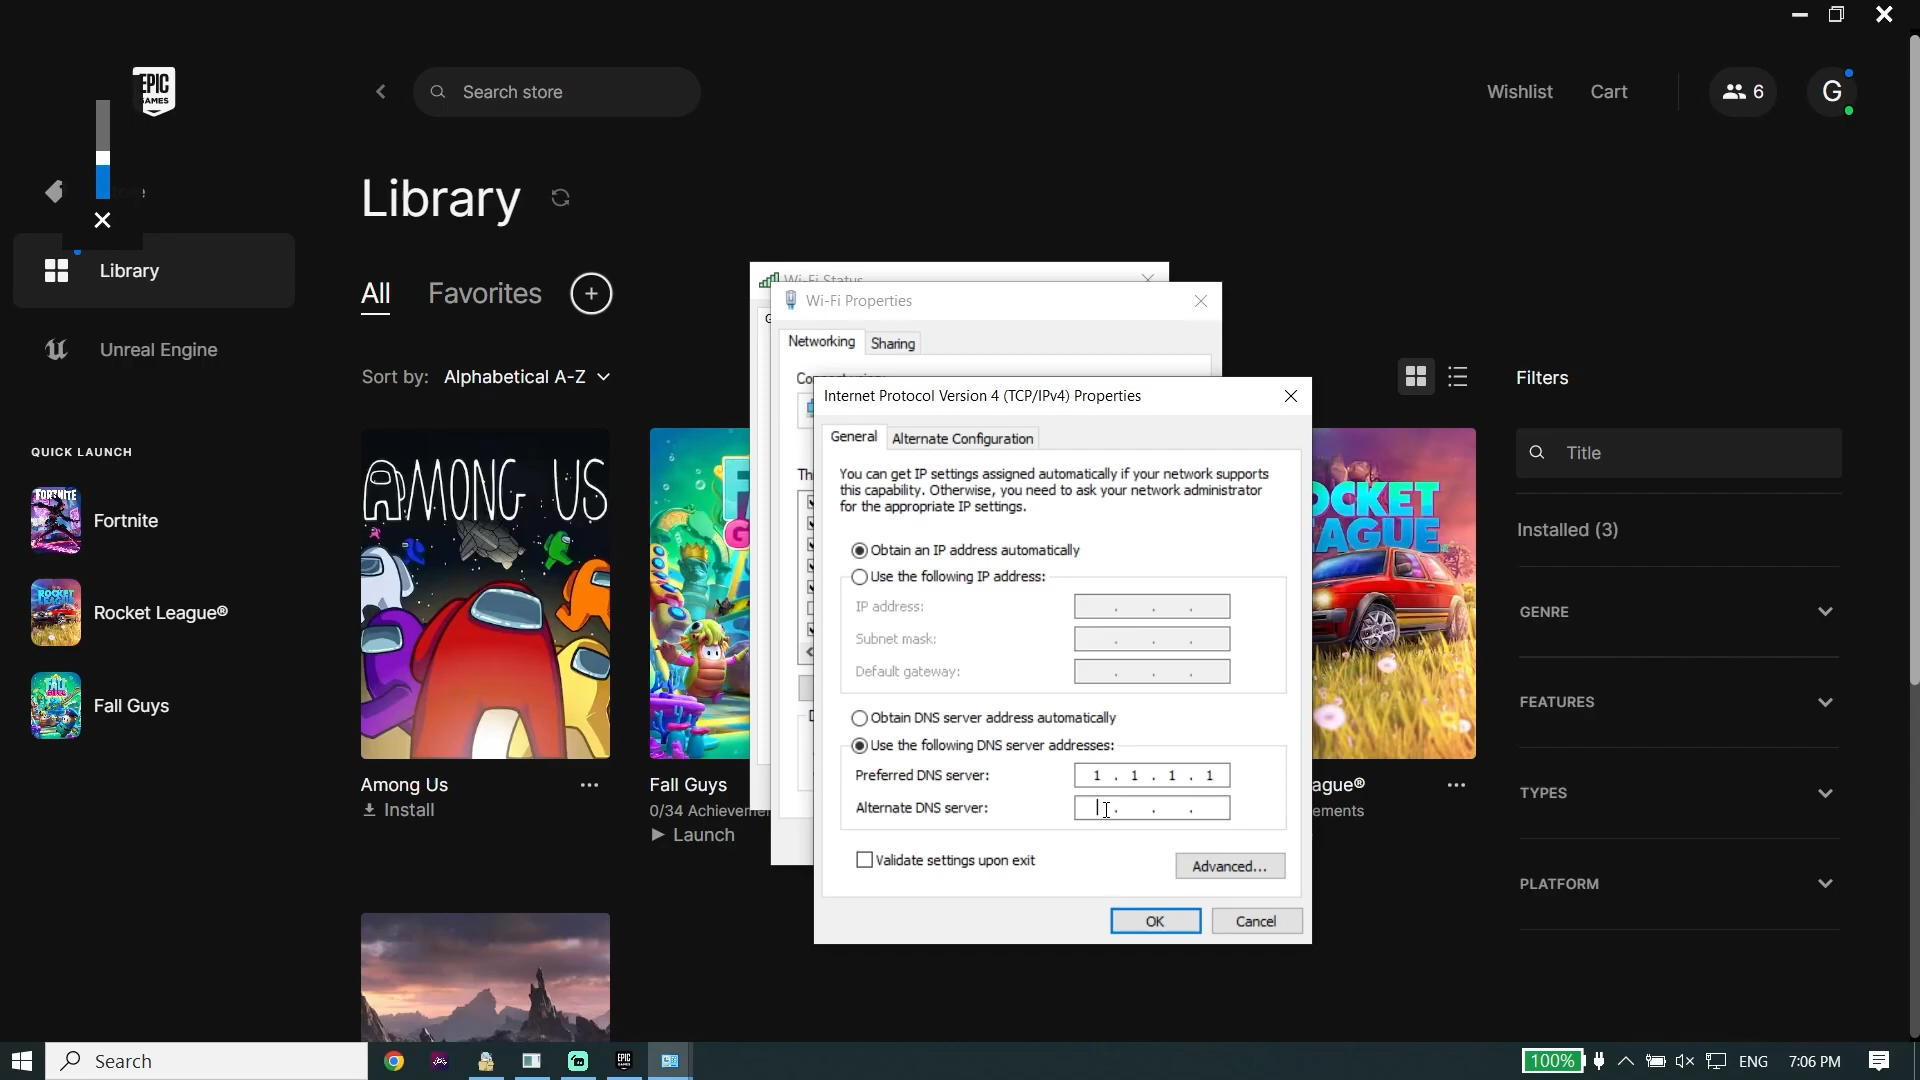 EPIC
GAMES
Search store
Wishlist
Cart
6
G
Library
Library
All
Favorites
Unreal Engine
Sort by: Alphabetical A-Z
Filters
Title
Installed (3)
GENRE
FEATURES
TYPES
PLATFORM
QUICK LAUNCH
FORTNITE
Fortnite
Rocket League®
Fall Guys
AMONG US
Among Us
Install
Fall Guys
0/34 Achievem
Launch
ROCKET
LEAGUE
ague®
ements
Wi-Fi Status
Wi-Fi Properties
Networking
Sharing
Internet Protocol Version 4 (TCP/IPv4) Properties
General
Alternate Configuration
You can get IP settings assigned automatically if your network supports
this capability. Otherwise, you need to ask your network administrator
for the appropriate IP settings.
Obtain an IP address automatically
Use the following IP address:
IP address:
Subnet mask:
Default gateway:
Obtain DNS server address automatically
Use the following DNS server addresses:
Preferred DNS server: 1 . 1 . 1 . 1
Alternate DNS server: . . .
Validate settings upon exit
Advanced...
OK
Cancel
Search
100%
ENG
7:06 PM